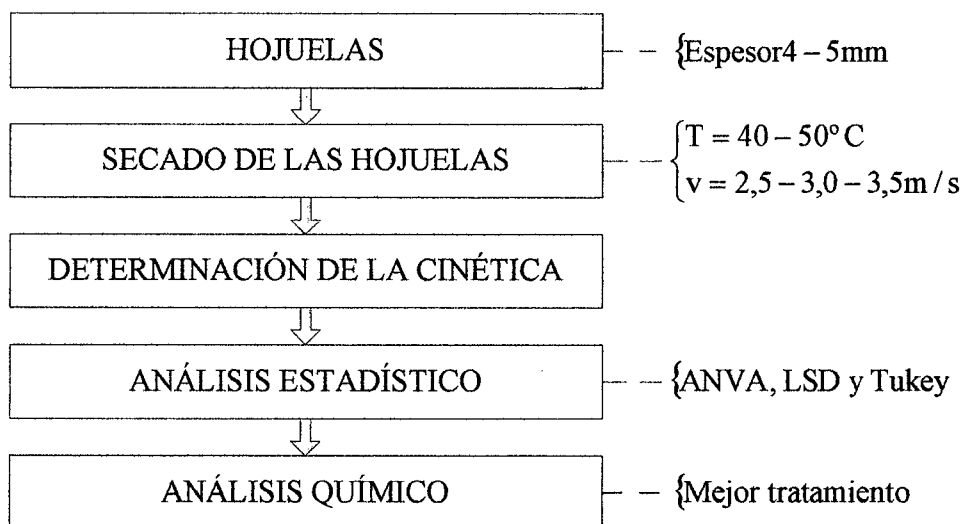 HOJUELAS
{Espesor4 – 5mm
SECADO DE LAS HOJUELAS
T = 40 – 50º C
v = 2,5 – 3,0 – 3,5m / s
DETERMINACIÓN DE LA CINÉTICA
ANÁLISIS ESTADÍSTICO
{ANVA, LSD y Tukey
ANÁLISIS QUÍMICO
{Mejor tratamiento